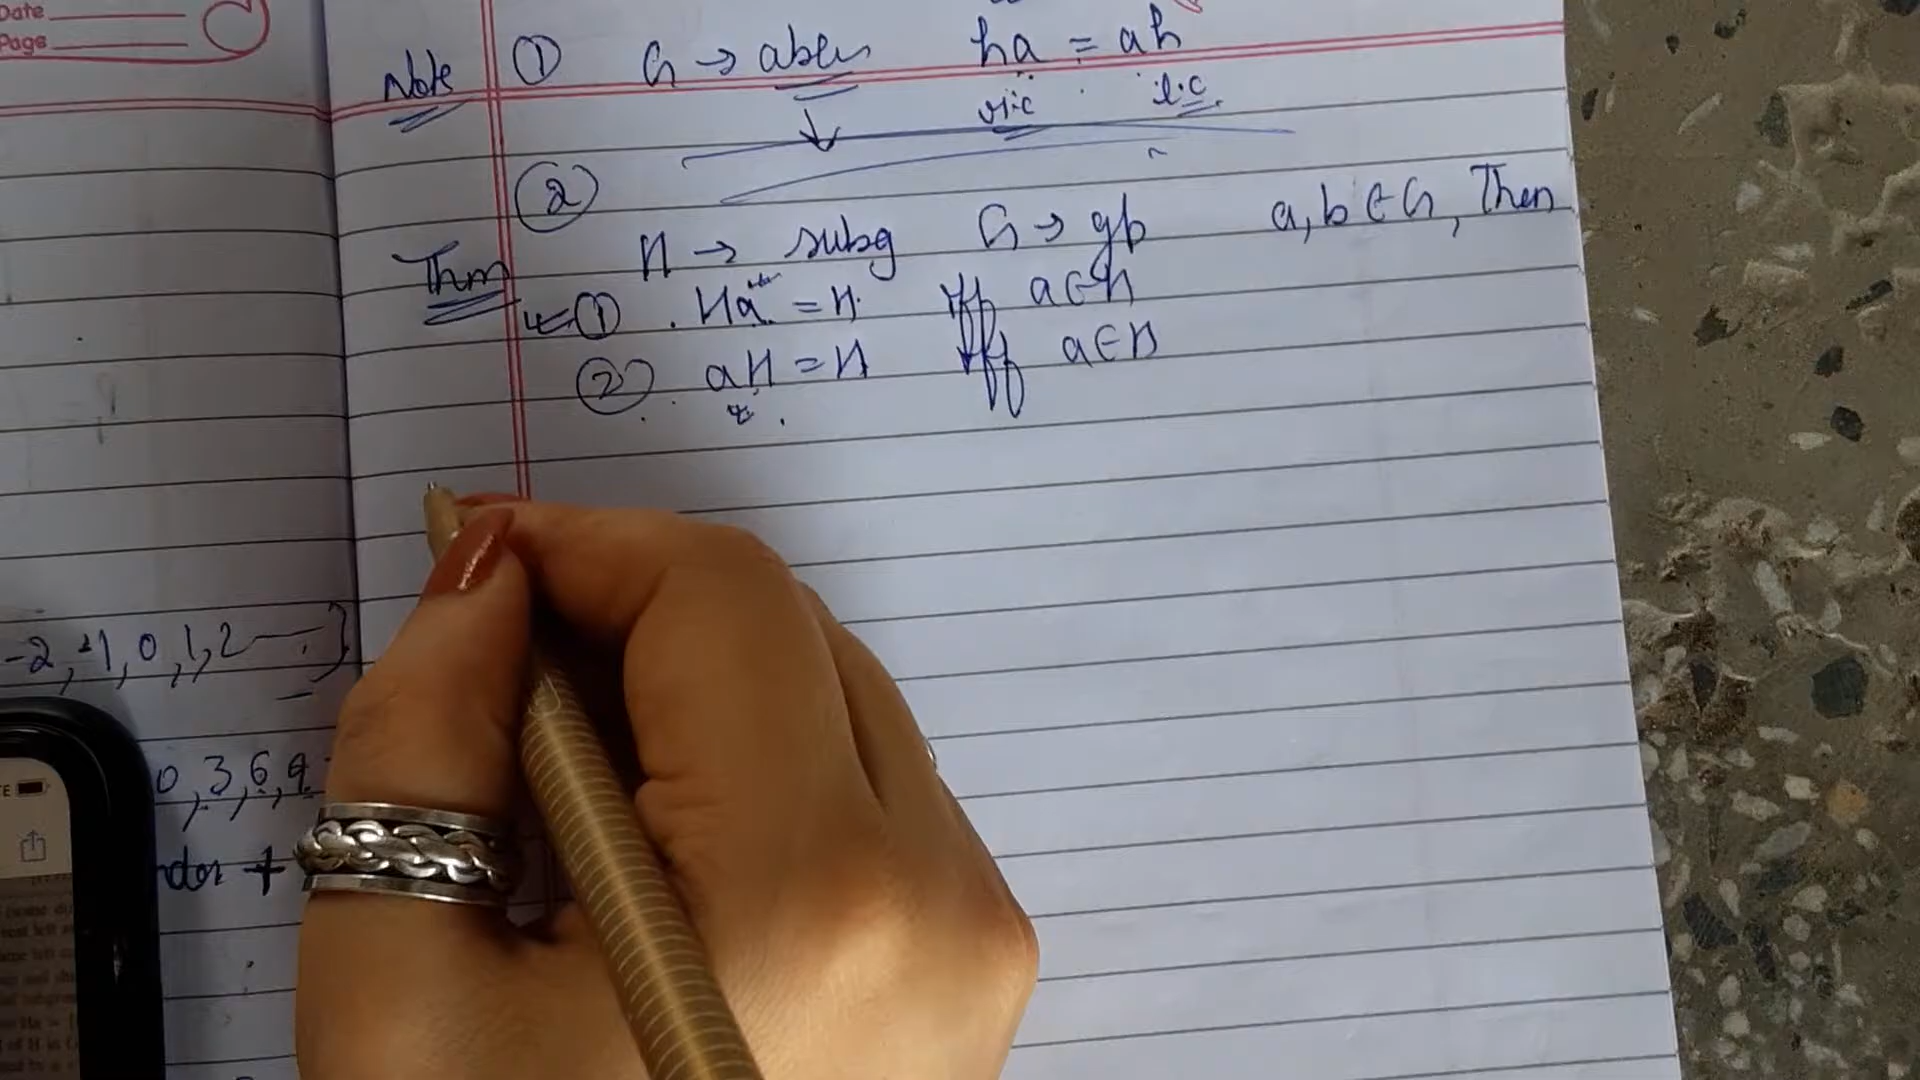 Date
Page
Note ① G → aben ha = ah
r.c l.c
②
Thm H → subg G → gp a, b ∈ G, Then
① Ha = H iff a ∈ H
② aH = H iff a ∈ H
-2, -1, 0, 1, 2
0, 3, 6, 9
+